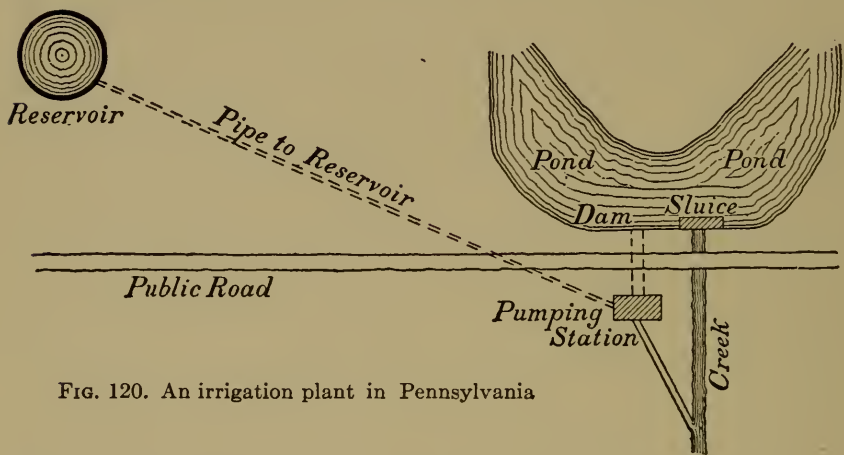 Reservoir
Pipe to Reservoir
Pond
Pond
Dam
Sluice
Public Road
Pumping
Station
Creek
FIG. 120. An irrigation plant in Pennsylvania